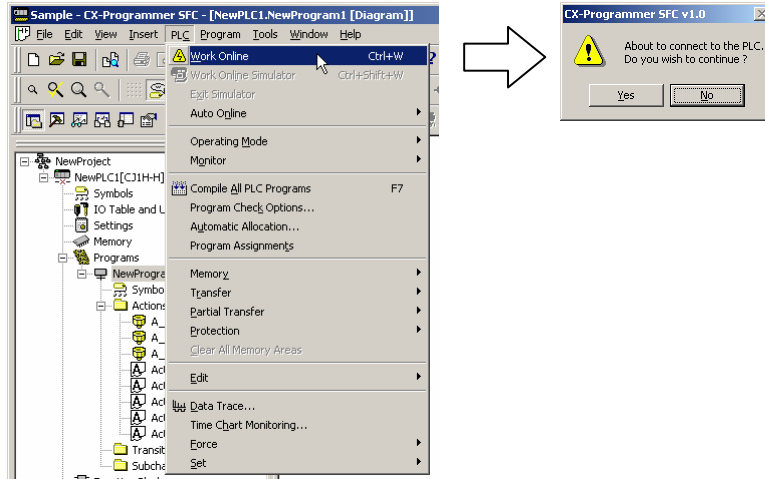 Sample - CX-Programmer SFC - [NewPLC1.NewProgram1 [Diagram]]
File Edit View Insert PLC Program Tools Window Help
Work Online Ctrl+W
Work Online Simulator Ctrl+Shift+W
Exit Simulator
Auto Online
Operating Mode
Monitor
Compile All PLC Programs F7
Program Check Options...
Automatic Allocation...
Program Assignments
Memory
Transfer
Partial Transfer
Protection
Clear All Memory Areas
Edit
Data Trace...
Time Chart Monitoring...
Force
Set
NewProject
NewPLC1[CJ1H-H]
Symbols
IO Table and U
Settings
Memory
Programs
NewProgra
Symbo
Actions
A_
A_
A_
Act
Act
Act
Act
Transit
Subcha
CX-Programmer SFC v1.0
About to connect to the PLC.
Do you wish to continue ?
Yes No